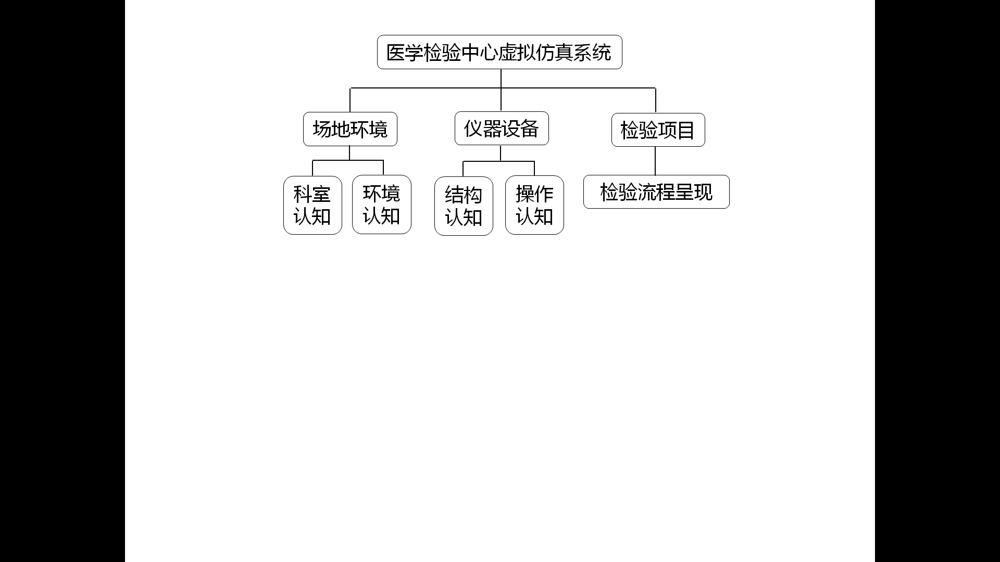 医学检验中心虚拟仿真系统
场地环境
仪器设备
检验项目
科室
认知
环境
认知
结构
认知
操作
认知
检验流程呈现